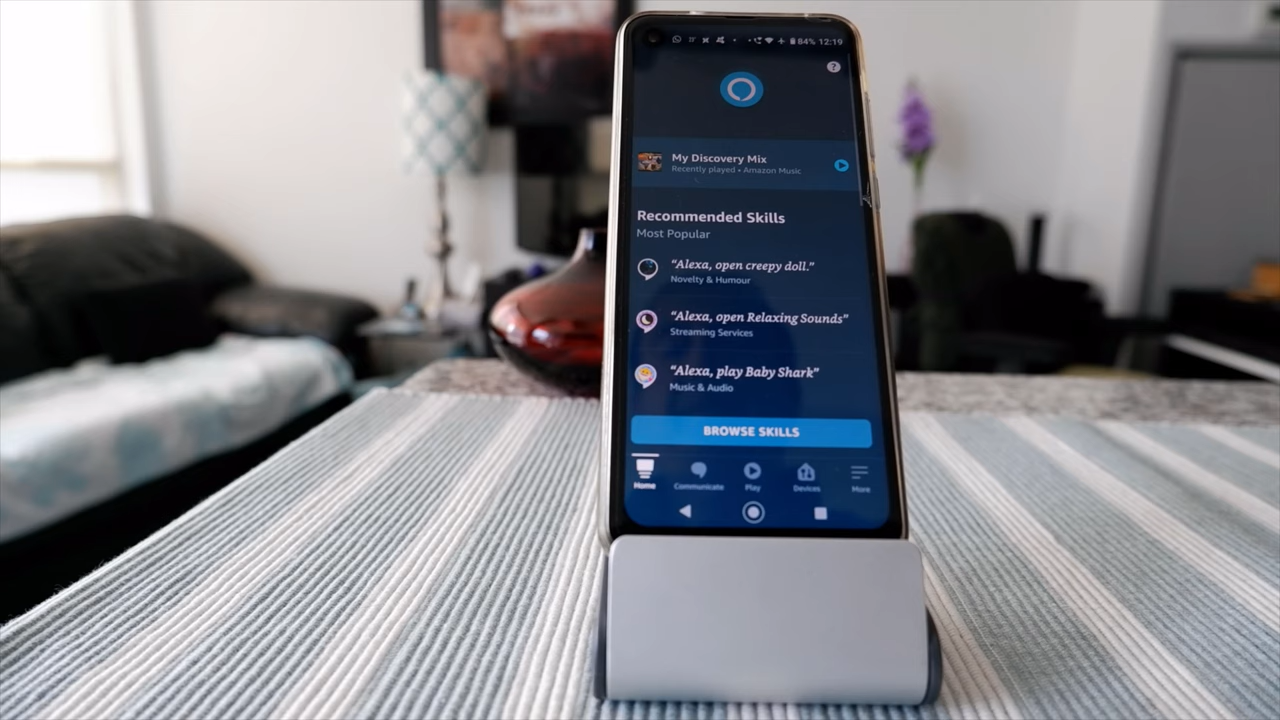 84% 12:19
?
My Discovery Mix
Recently played • Amazon Music
Recommended Skills
Most Popular
“Alexa, open creepy doll.”
Novelty & Humour
“Alexa, open Relaxing Sounds”
Streaming Services
“Alexa, play Baby Shark”
Music & Audio
BROWSE SKILLS
Home Communicate Play Devices More